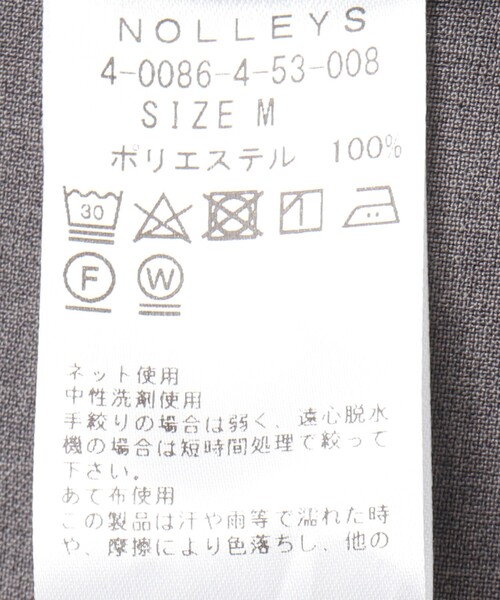 NOLLEYS
4-0086-4-53-008
SIZE M
ポリエステル 100%
30
F W
ネット使用
中性洗剤使用
手絞りの場合は弱く、遠心脱水
機の場合は短時間処理で絞って
下さい。
あて布使用
この製品は汗や雨等で濡れた時
や、摩擦により色落ちし、他の